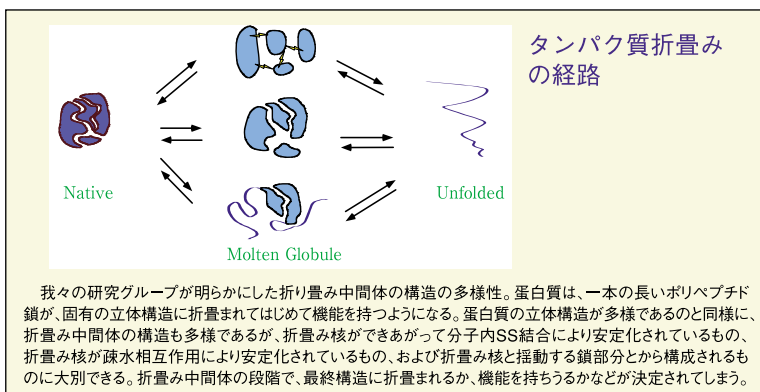 タンパク質折畳み
の経路
Native
Unfolded
Molten Globule
我々の研究グループが明らかにした折り畳み中間体の構造の多様性。蛋白質は、一本の長いポリペプチド
鎖が、固有の立体構造に折畳まれてはじめて機能を持つようになる。蛋白質の立体構造が多様であるのと同様に、
折畳み中間体の構造も多様であるが、折畳み核ができあがって分子内SS結合により安定化されているもの、
折畳み核が疎水相互作用により安定化されているもの、および折畳み核と揺動する鎖部分とから構成されるも
のに大別できる。折畳み中間体の段階で、最終構造に折畳まれるか、機能を持ちうるかなどが決定されてしまう。